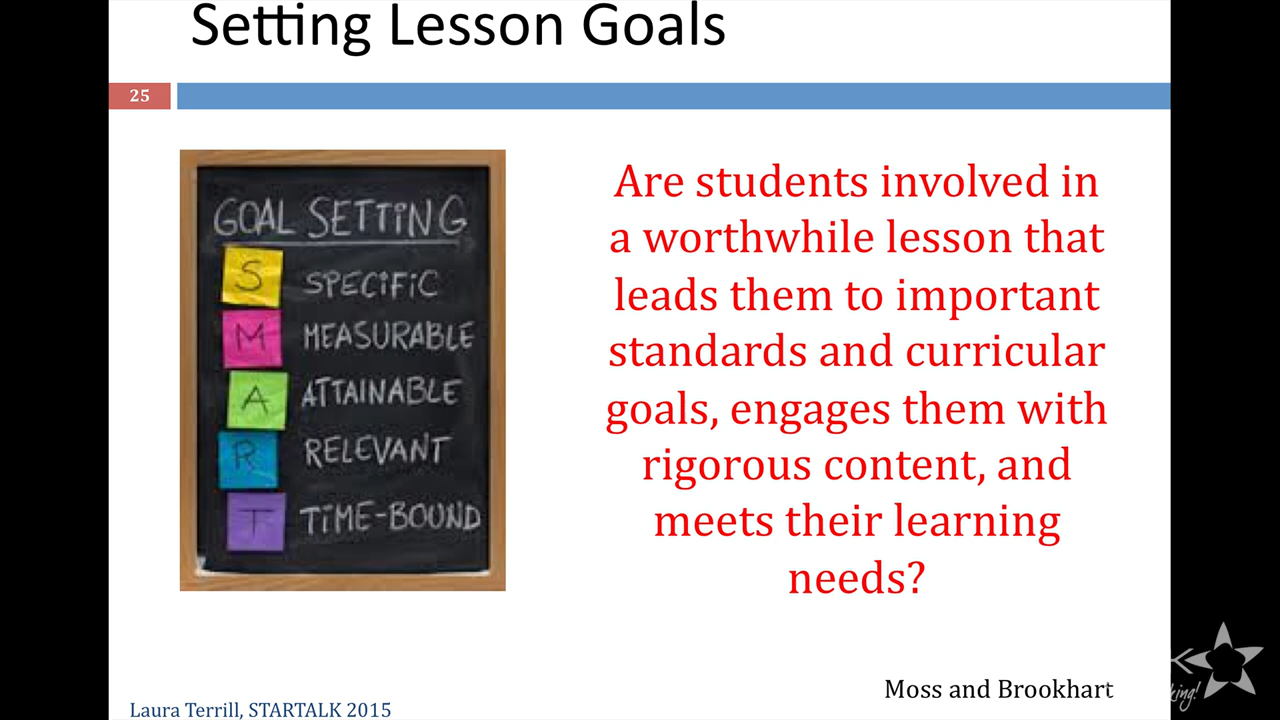 Setting Lesson Goals
25
GOAL SETTING
S SPECIFIC
M MEASURABLE
A ATTAINABLE
R RELEVANT
T TIME-BOUND
Are students involved in
a worthwhile lesson that
leads them to important
standards and curricular
goals, engages them with
rigorous content, and
meets their learning
needs?
Moss and Brookhart
Laura Terrill, STARTALK 2015